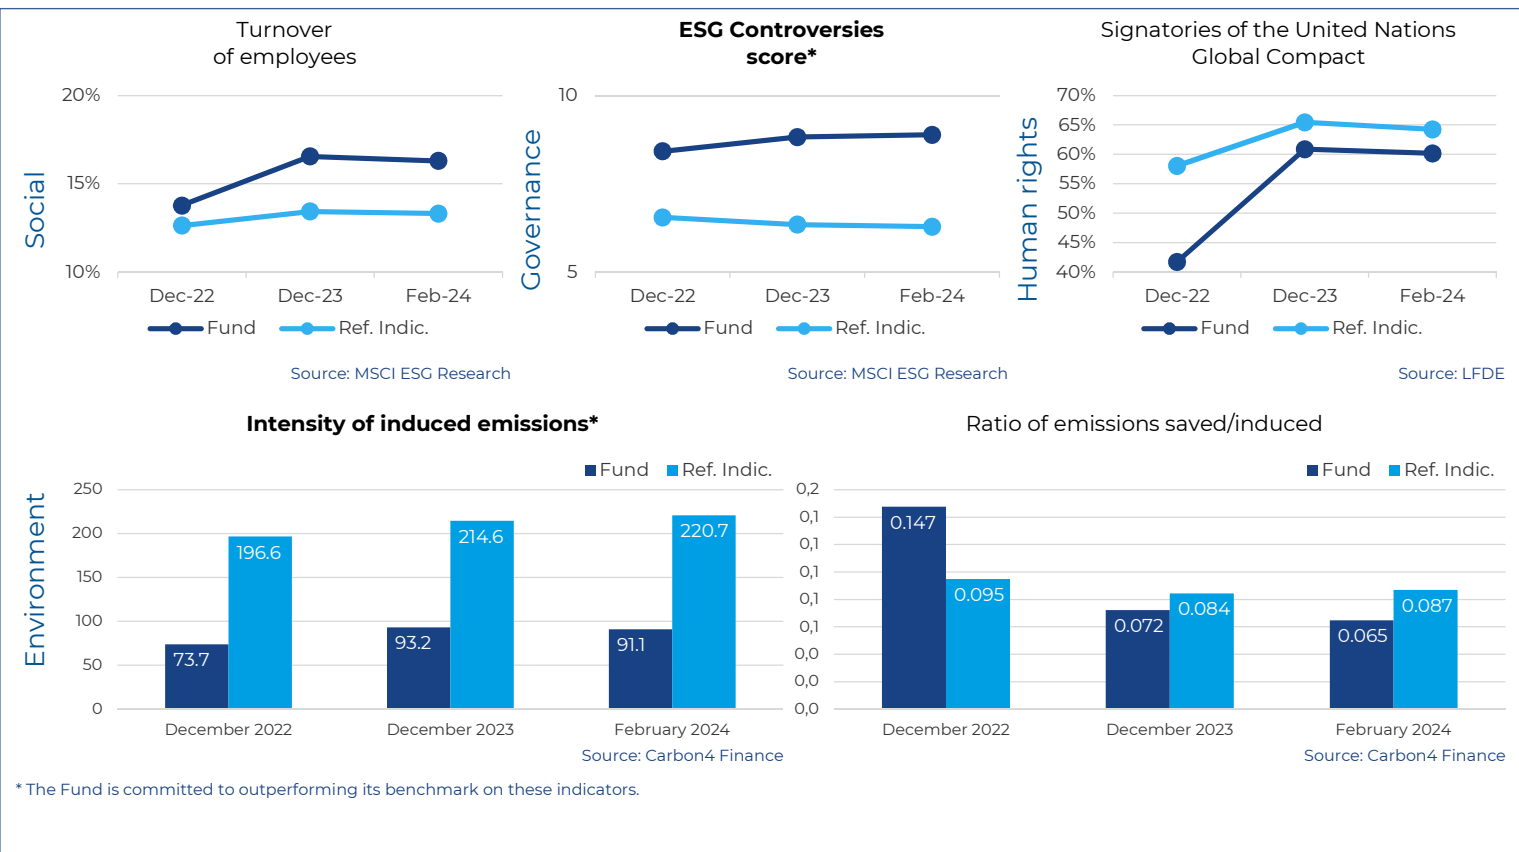 Turnover
of employees
Social
20%
15%
10%
Dec-22
Dec-23
Feb-24
Fund
Ref. Indic.
Source: MSCI ESG Research
ESG Controversies
score*
Governance
10
5
Dec-22
Dec-23
Feb-24
Fund
Ref. Indic.
Source: MSCI ESG Research
Signatories of the United Nations
Global Compact
Human rights
70%
65%
60%
55%
50%
45%
40%
Dec-22
Dec-23
Feb-24
Fund
Ref. Indic.
Source: LFDE
Intensity of induced emissions*
Fund
Ref. Indic.
Environment
250
200
150
100
50
0
73.7
196.6
93.2
214.6
91.1
220.7
December 2022
December 2023
February 2024
Source: Carbon4 Finance
Ratio of emissions saved/induced
Fund
Ref. Indic.
0,2
0,1
0,1
0,1
0,1
0,1
0,0
0,0
0,0
0.147
0.095
0.072
0.084
0.065
0.087
December 2022
December 2023
February 2024
Source: Carbon4 Finance
* The Fund is committed to outperforming its benchmark on these indicators.